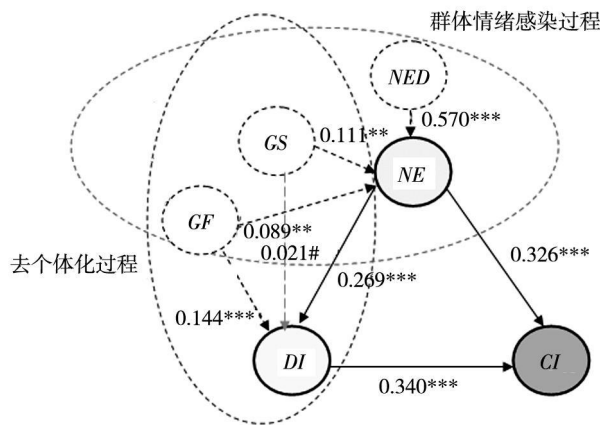 群体情绪感染过程
NED
0.570***
GS
0.111**
NE
GF
0.089**
0.021#
去个体化过程
0.326***
0.269***
0.144***
DI
CI
0.340***